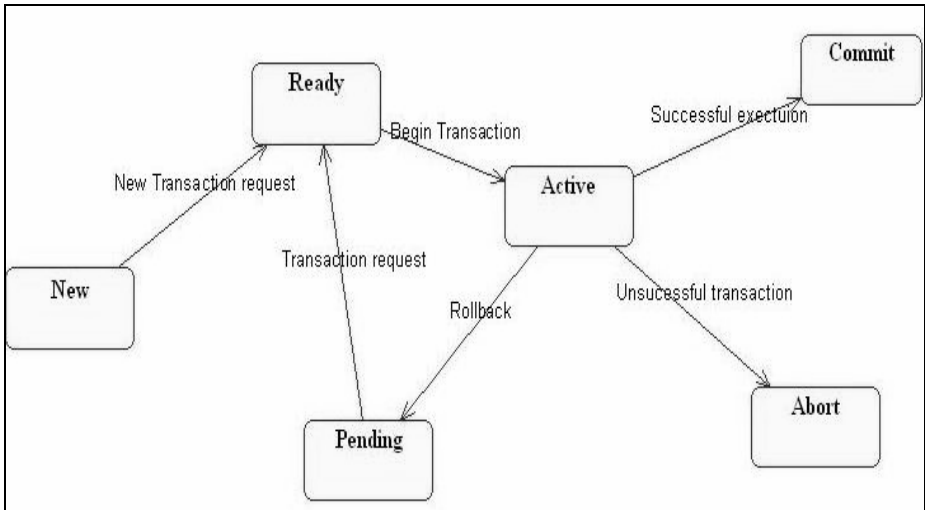 Commit
Ready
Successful exectuion
Begin Transaction
New Transaction request
Active
Transaction request
New
Unsucessful transaction
Rollback
Abort
Pending